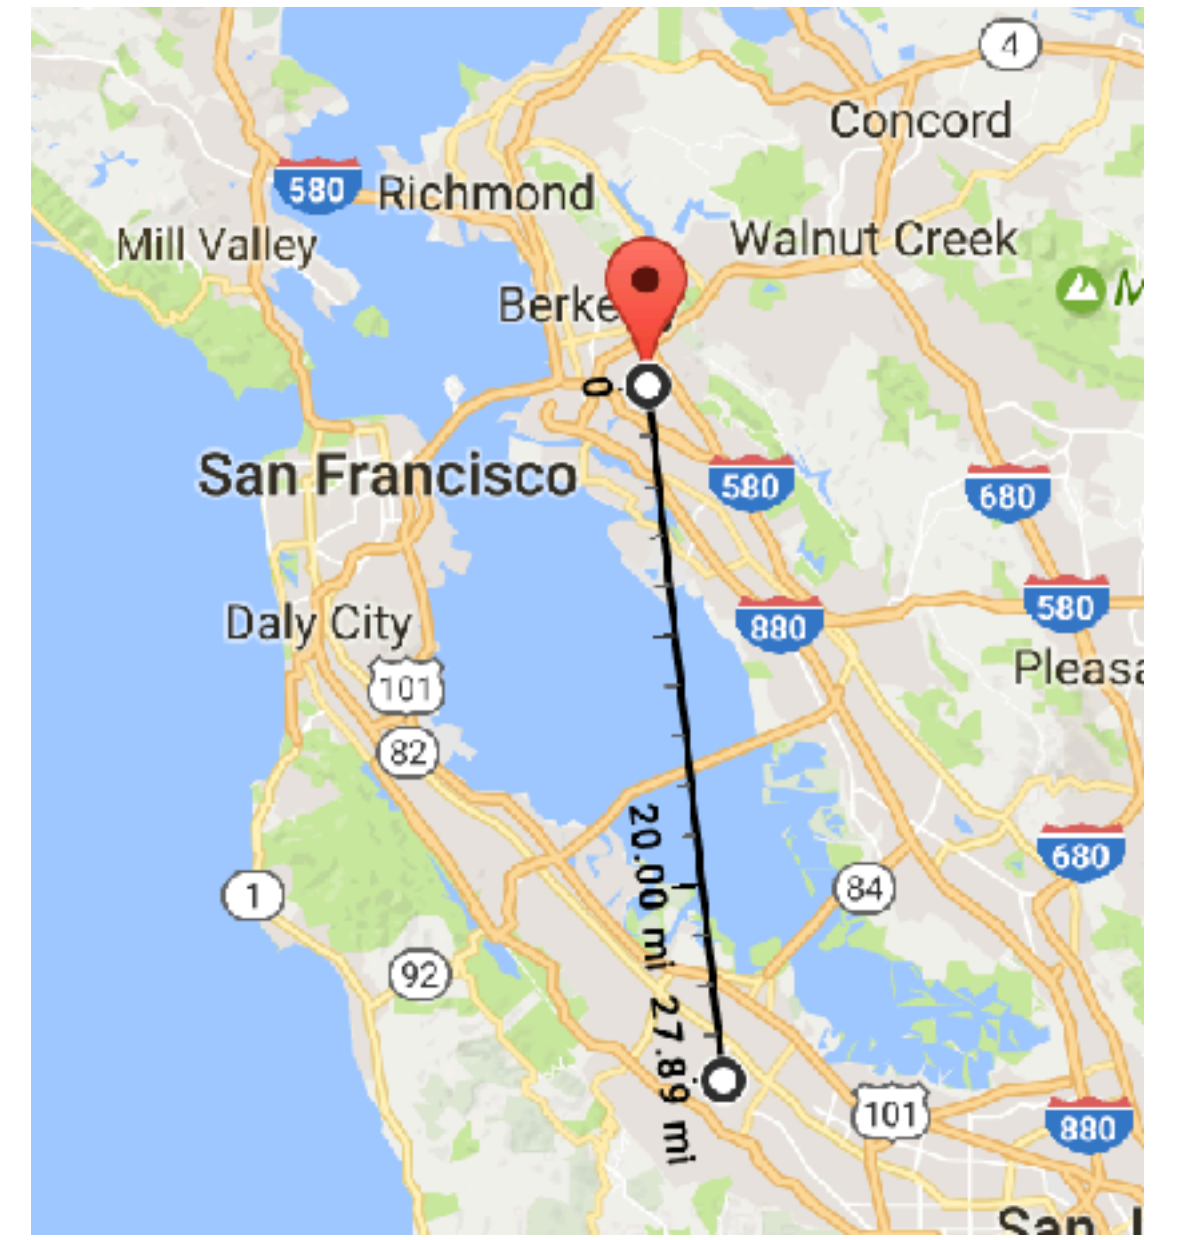 4
Concord
580
Richmond
Mill Valley
Walnut Creek
M
Berke
0
San Francisco
580
680
580
Daly City
880
Pleasa
101
82
20.00 mi
680
1
84
92
27.89 mi
101
880
San J